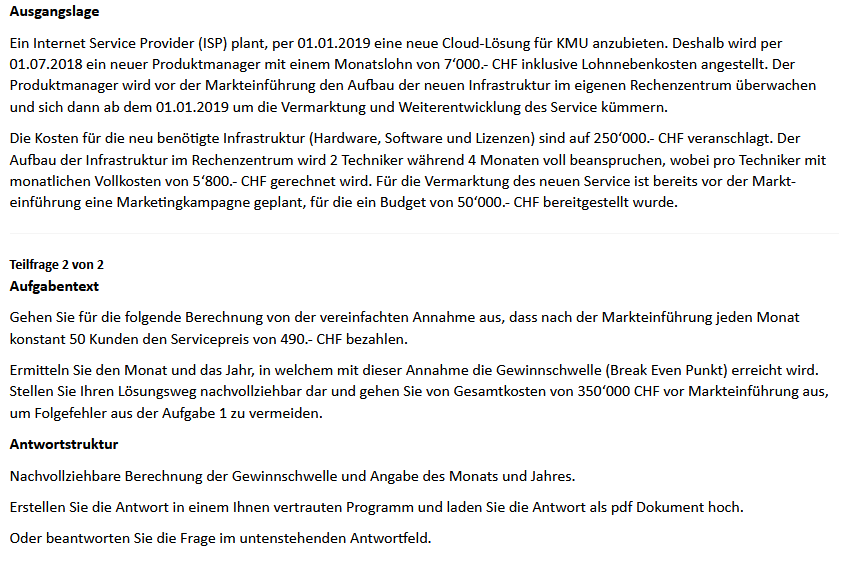 Ausgangslage
Ein Internet Service Provider (ISP) plant, per 01.01.2019 eine neue Cloud-Lösung für KMU anzubieten. Deshalb wird per
01.07.2018 ein neuer Produktmanager mit einem Monatslohn von 7‘000.- CHF inklusive Lohnnebenkosten angestellt. Der
Produktmanager wird vor der Markteinführung den Aufbau der neuen Infrastruktur im eigenen Rechenzentrum überwachen
und sich dann ab dem 01.01.2019 um die Vermarktung und Weiterentwicklung des Service kümmern.
Die Kosten für die neu benötigte Infrastruktur (Hardware, Software und Lizenzen) sind auf 250‘000.- CHF veranschlagt. Der
Aufbau der Infrastruktur im Rechenzentrum wird 2 Techniker während 4 Monaten voll beanspruchen, wobei pro Techniker mit
monatlichen Vollkosten von 5‘800.- CHF gerechnet wird. Für die Vermarktung des neuen Service ist bereits vor der Markt-
einführung eine Marketingkampagne geplant, für die ein Budget von 50‘000.- CHF bereitgestellt wurde.
Teilfrage 2 von 2
Aufgabentext
Gehen Sie für die folgende Berechnung von der vereinfachten Annahme aus, dass nach der Markteinführung jeden Monat
konstant 50 Kunden den Servicepreis von 490.- CHF bezahlen.
Ermitteln Sie den Monat und das Jahr, in welchem mit dieser Annahme die Gewinnschwelle (Break Even Punkt) erreicht wird.
Stellen Sie Ihren Lösungsweg nachvollziehbar dar und gehen Sie von Gesamtkosten von 350‘000 CHF vor Markteinführung aus,
um Folgefehler aus der Aufgabe 1 zu vermeiden.
Antwortstruktur
Nachvollziehbare Berechnung der Gewinnschwelle und Angabe des Monats und Jahres.
Erstellen Sie die Antwort in einem Ihnen vertrauten Programm und laden Sie die Antwort als pdf Dokument hoch.
Oder beantworten Sie die Frage im untenstehenden Antwortfeld.